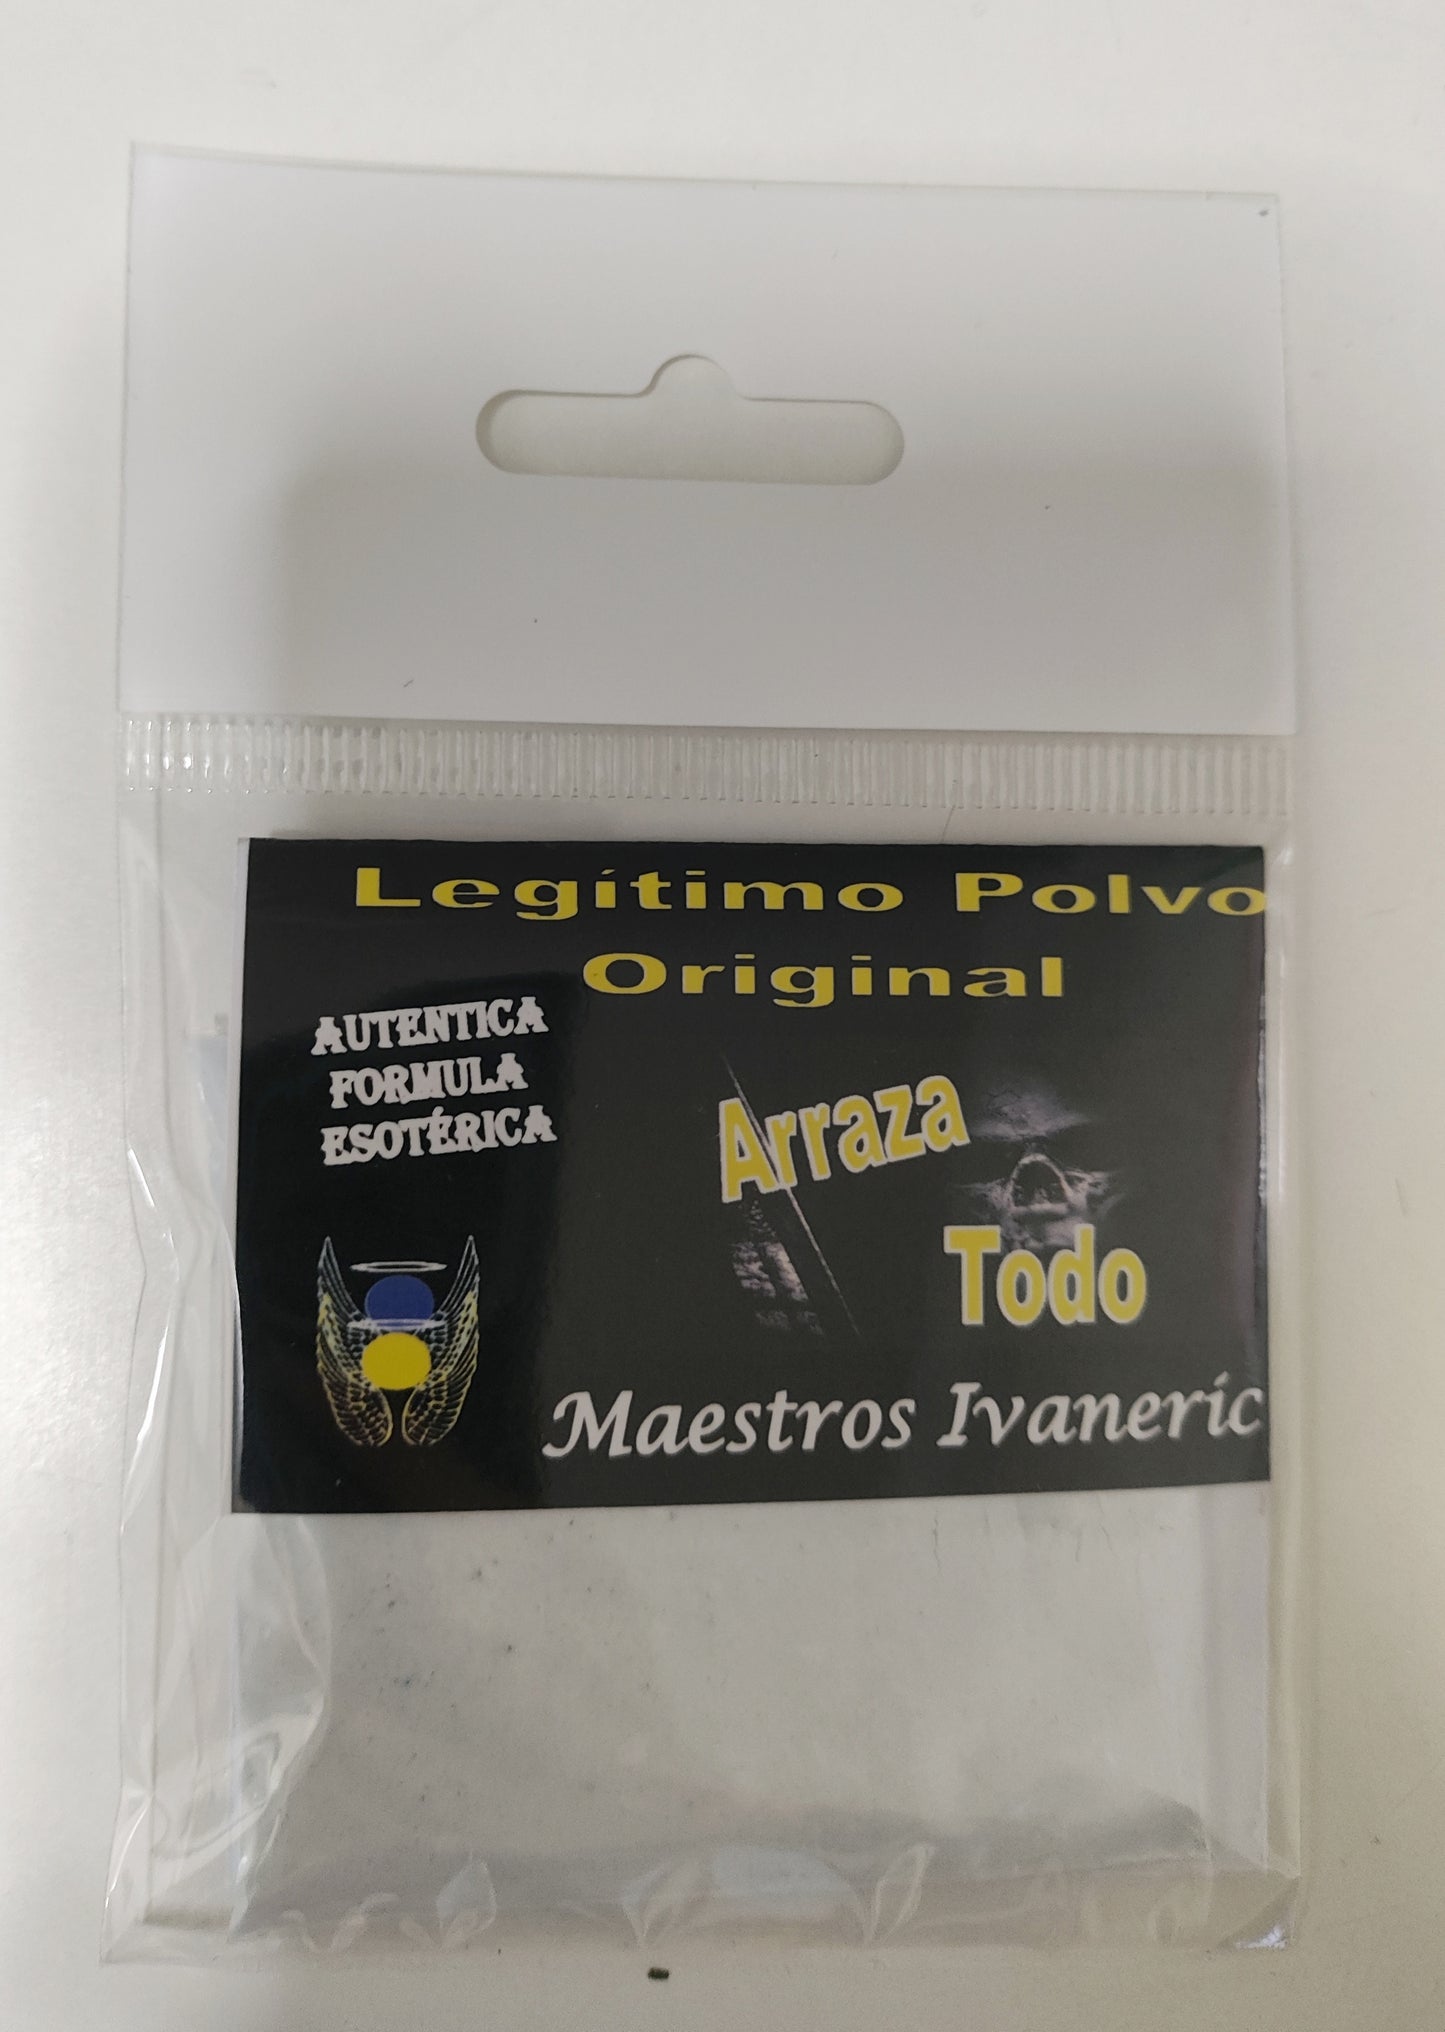 Legítimo Polvo
Original
AUTENTICA
FORMULA
ESOTÉRICA
Arraza
Todo
Maestros Ivaneric